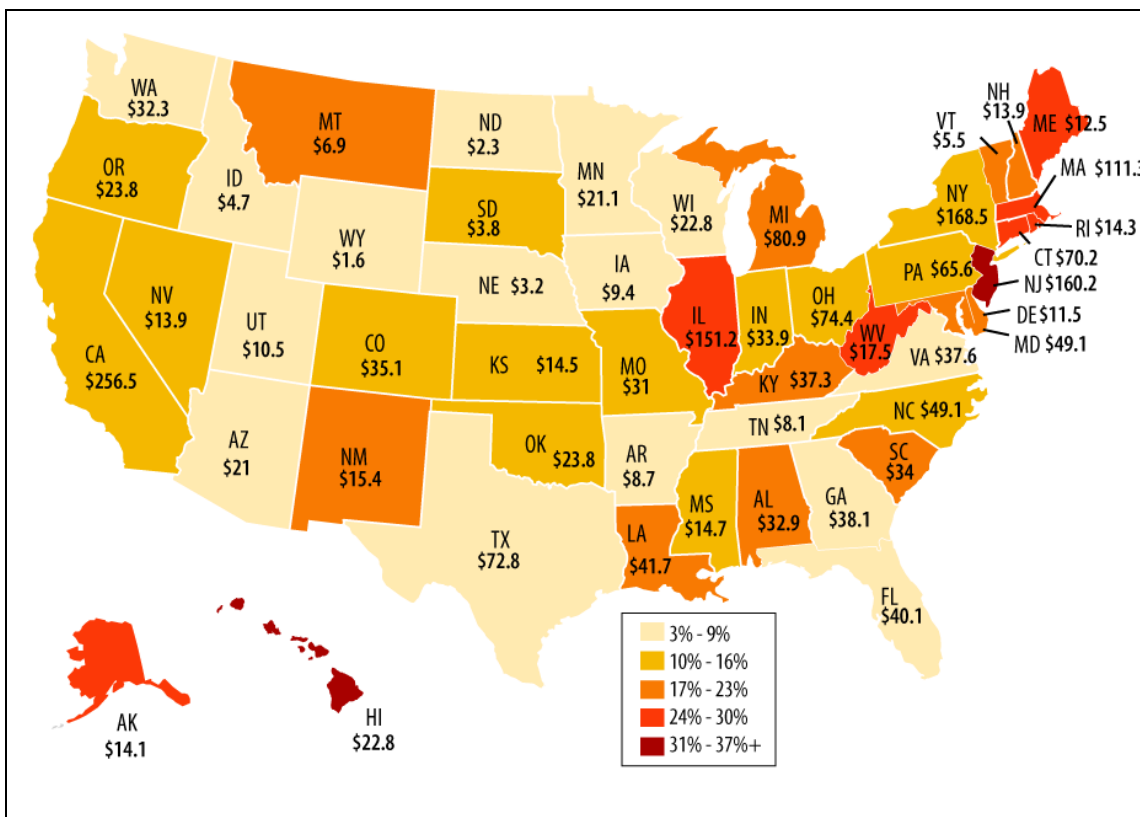 WA
$32.3
OR
$23.8
CA
$256.5
NV
$13.9
ID
$4.7
MT
$6.9
WY
$1.6
UT
$10.5
AZ
$21
CO
$35.1
NM
$15.4
ND
$2.3
SD
$3.8
NE $3.2
KS $14.5
OK $23.8
TX
$72.8
MN
$21.1
IA
$9.4
MO
$31
AR
$8.7
LA
$41.7
WI
$22.8
IL
$151.2
MI
$80.9
IN
$33.9
OH
$74.4
KY $37.3
TN $8.1
MS
$14.7
AL
$32.9
GA
$38.1
FL
$40.1
SC
$34
NC $49.1
VA $37.6
WV
$17.5
PA $65.6
NY
$168.5
VT
$5.5
NH
$13.9
ME $12.5
MA $111.3
RI $14.3
CT $70.2
NJ $160.2
DE $11.5
MD $49.1
AK
$14.1
HI
$22.8
3% - 9%
10% - 16%
17% - 23%
24% - 30%
31% - 37%+